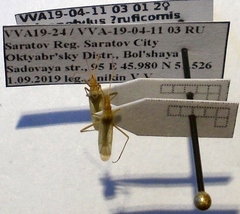 VVA19-04-11 03 01 2♀
?ruficornis
VVA19-24 / VVA-19-04-11 03 RU
Saratov Reg. Saratov City
Oktyabr'sky Distr., Bol'shaya
Sadovaya str., 95 E 45.980 N 51.526
1.09.2019 leg. Anikin V.V.